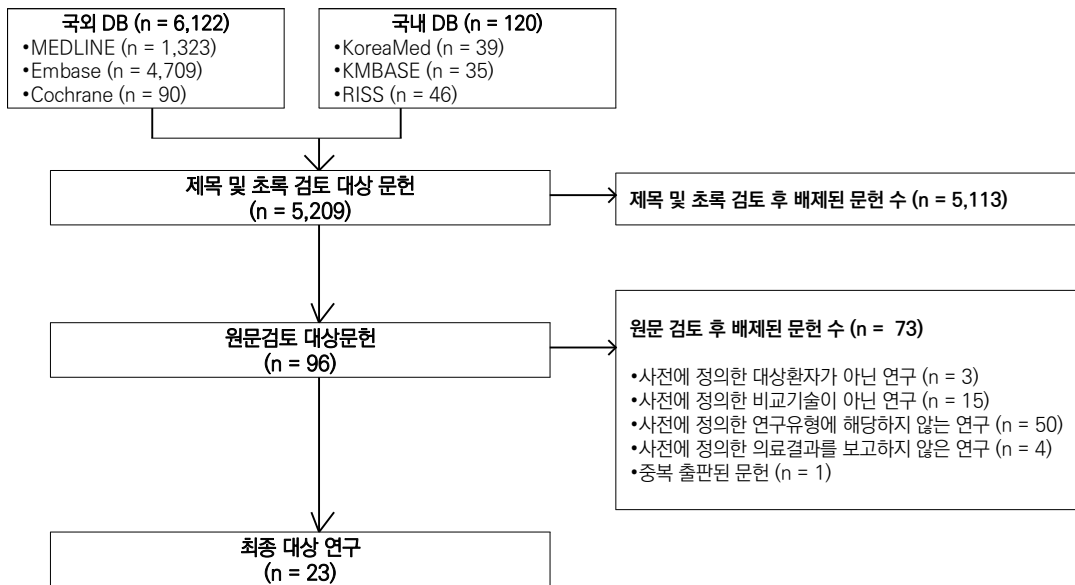 국외 DB (n = 6,122)
•MEDLINE (n = 1,323)
•Embase (n = 4,709)
•Cochrane (n = 90)
국내 DB (n = 120)
•KoreaMed (n = 39)
•KMBASE (n = 35)
•RISS (n = 46)
제목 및 초록 검토 대상 문헌
(n = 5,209)
제목 및 초록 검토 후 배제된 문헌 수 (n = 5,113)
원문검토 대상문헌
(n = 96)
원문 검토 후 배제된 문헌 수 (n = 73)
•사전에 정의한 대상환자가 아닌 연구 (n = 3)
•사전에 정의한 비교기술이 아닌 연구 (n = 15)
•사전에 정의한 연구유형에 해당하지 않는 연구 (n = 50)
•사전에 정의한 의료결과를 보고하지 않은 연구 (n = 4)
•중복 출판된 문헌 (n = 1)
최종 대상 연구
(n = 23)